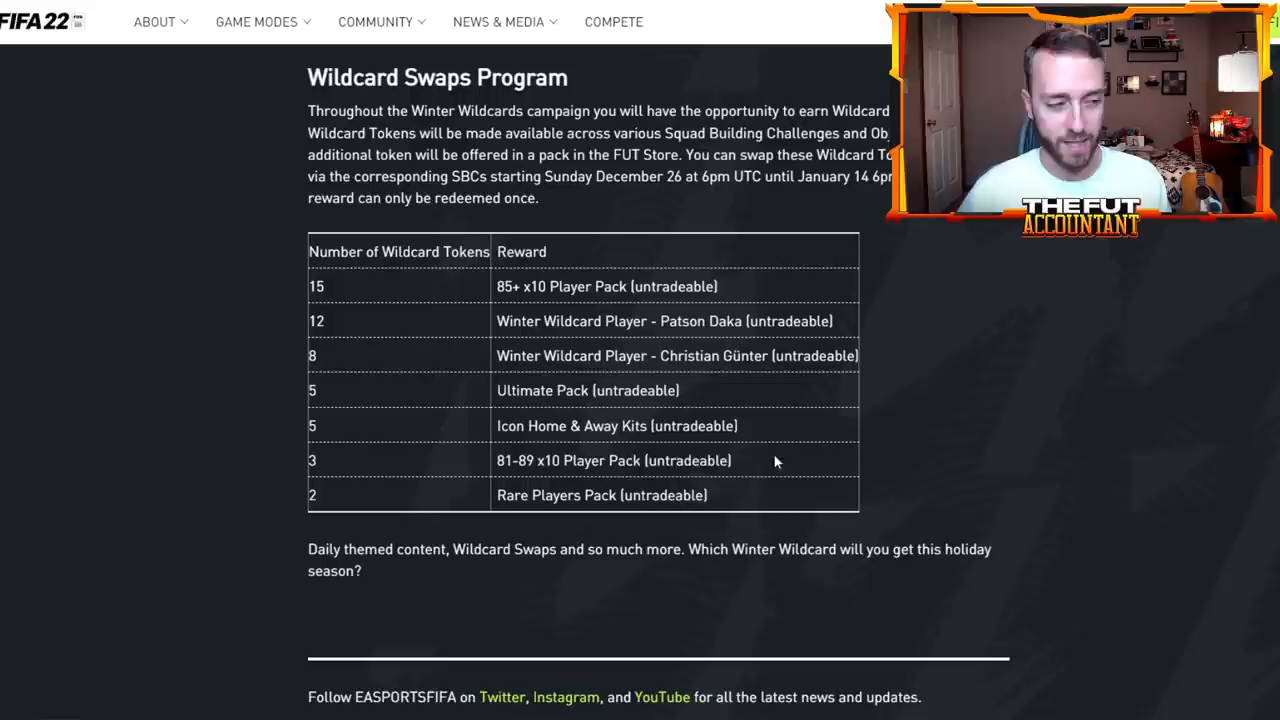 FIFA 22
ABOUT GAME MODES COMMUNITY NEWS & MEDIA COMPETE
Wildcard Swaps Program
Throughout the Winter Wildcards campaign you will have the opportunity to earn Wildcard
Wildcard Tokens will be made available across various Squad Building Challenges and Obj
additional token will be offered in a pack in the FUT Store. You can swap these Wildcard To
via the corresponding SBCs starting Sunday December 26 at 6pm UTC until January 14 6pm
reward can only be redeemed once.
Number of Wildcard Tokens Reward
15 85+ x10 Player Pack (untradeable)
12 Winter Wildcard Player - Patson Daka (untradeable)
8 Winter Wildcard Player - Christian Günter (untradeable)
5 Ultimate Pack (untradeable)
5 Icon Home & Away Kits (untradeable)
3 81-89 x10 Player Pack (untradeable)
2 Rare Players Pack (untradeable)
Daily themed content, Wildcard Swaps and so much more. Which Winter Wildcard will you get this holiday
season?
Follow EASPORTSFIFA on Twitter, Instagram, and YouTube for all the latest news and updates.
THE FUT
ACCOUNTANT